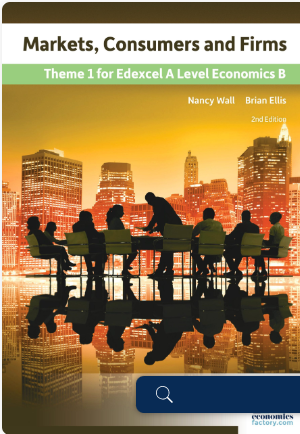 Markets, Consumers and Firms
Theme 1 for Edexcel A Level Economics B
Nancy Wall Brian Ellis
2nd Edition
economics
factory.com